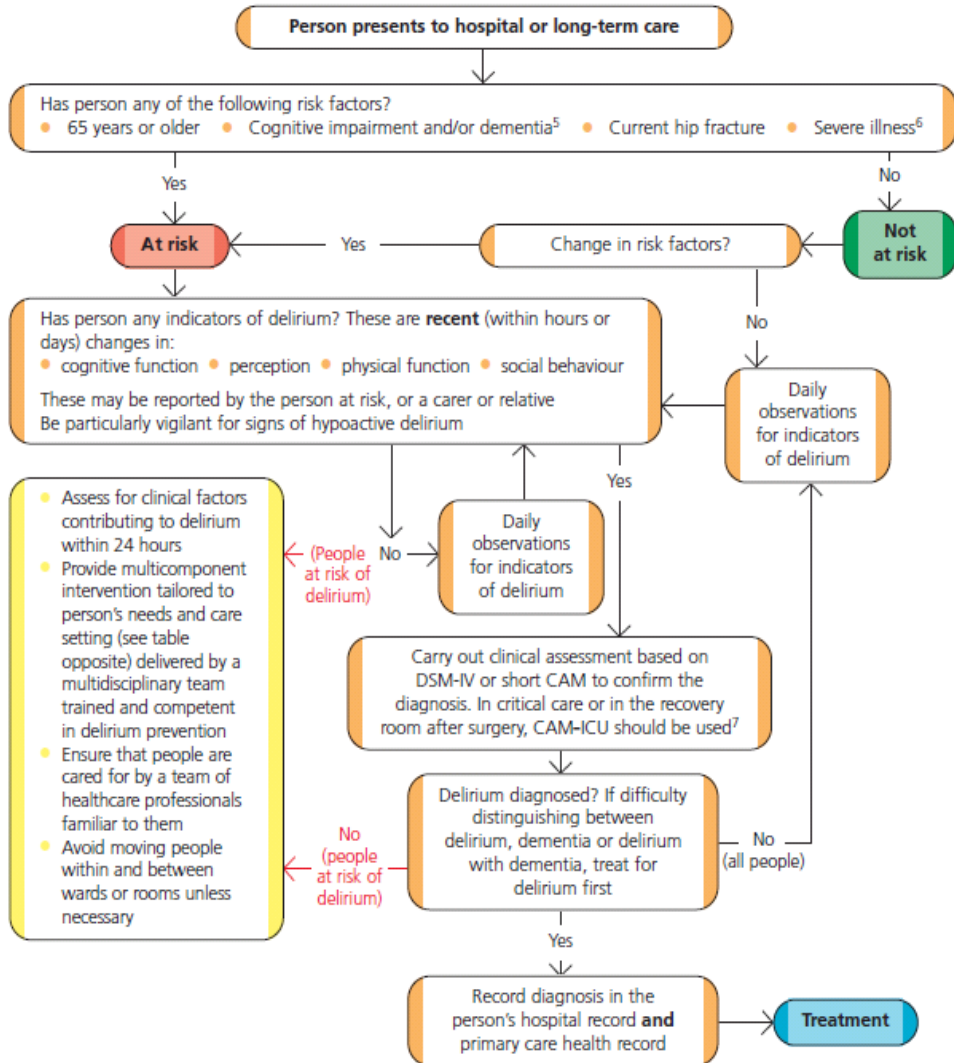 Person presents to hospital or long-term care
Has person any of the following risk factors?
• 65 years or older • Cognitive impairment and/or dementia5 • Current hip fracture • Severe illness6
Yes
No
At risk
Yes
Change in risk factors?
Not
at risk
No
Has person any indicators of delirium? These are recent (within hours or
days) changes in:
• cognitive function • perception • physical function • social behaviour
These may be reported by the person at risk, or a carer or relative
Be particularly vigilant for signs of hypoactive delirium
Daily
observations
for indicators
of delirium
Yes
• Assess for clinical factors
contributing to delirium
within 24 hours
• Provide multicomponent
intervention tailored to
person's needs and care
setting (see table
opposite) delivered by a
multidisciplinary team
trained and competent
in delirium prevention
• Ensure that people are
cared for by a team of
healthcare professionals
familiar to them
• Avoid moving people
within and between
wards or rooms unless
necessary
(People
at risk of
delirium)
No
Daily
observations
for indicators
of delirium
Carry out clinical assessment based on
DSM-IV or short CAM to confirm the
diagnosis. In critical care or in the recovery
room after surgery, CAM-ICU should be used7
Delirium diagnosed? If difficulty
distinguishing between
delirium, dementia or delirium
with dementia, treat for
delirium first
No
(people
at risk of
delirium)
No
(all people)
Yes
Record diagnosis in the
person's hospital record and
primary care health record
Treatment